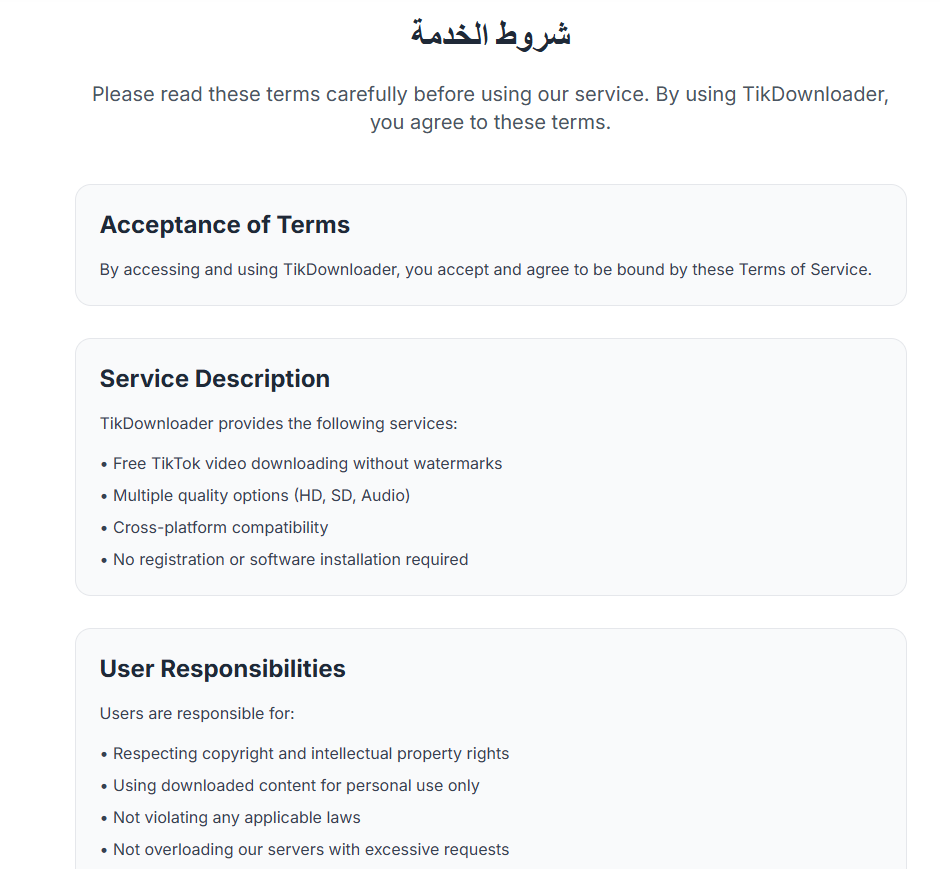 شروط الخدمة
Please read these terms carefully before using our service. By using TikDownloader,
you agree to these terms.
Acceptance of Terms
By accessing and using TikDownloader, you accept and agree to be bound by these Terms of Service.
Service Description
TikDownloader provides the following services:
• Free TikTok video downloading without watermarks
• Multiple quality options (HD, SD, Audio)
• Cross-platform compatibility
• No registration or software installation required
User Responsibilities
Users are responsible for:
• Respecting copyright and intellectual property rights
• Using downloaded content for personal use only
• Not violating any applicable laws
• Not overloading our servers with excessive requests